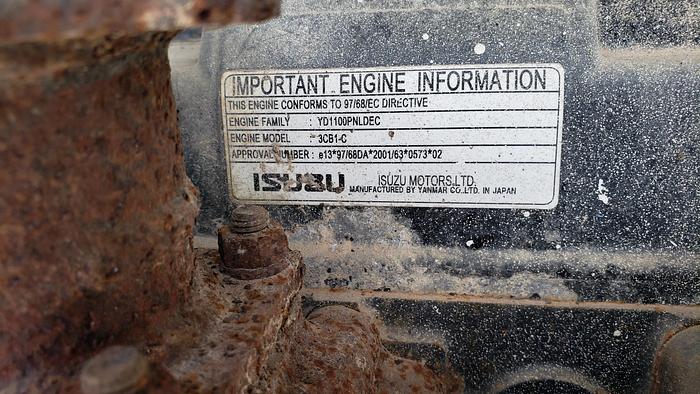 IMPORTANT ENGINE INFORMATION
THIS ENGINE CONFORMS TO 97/68/EC DIRECTIVE
ENGINE FAMILY : YD1100PNLDEC
ENGINE MODEL : 3CB1-C
APPROVAL NUMBER : e13*97/68DA*2001/63*0573*02
ISUZU ISUZU MOTORS,LTD.
MANUFACTURED BY YANMAR CO.,LTD. IN JAPAN